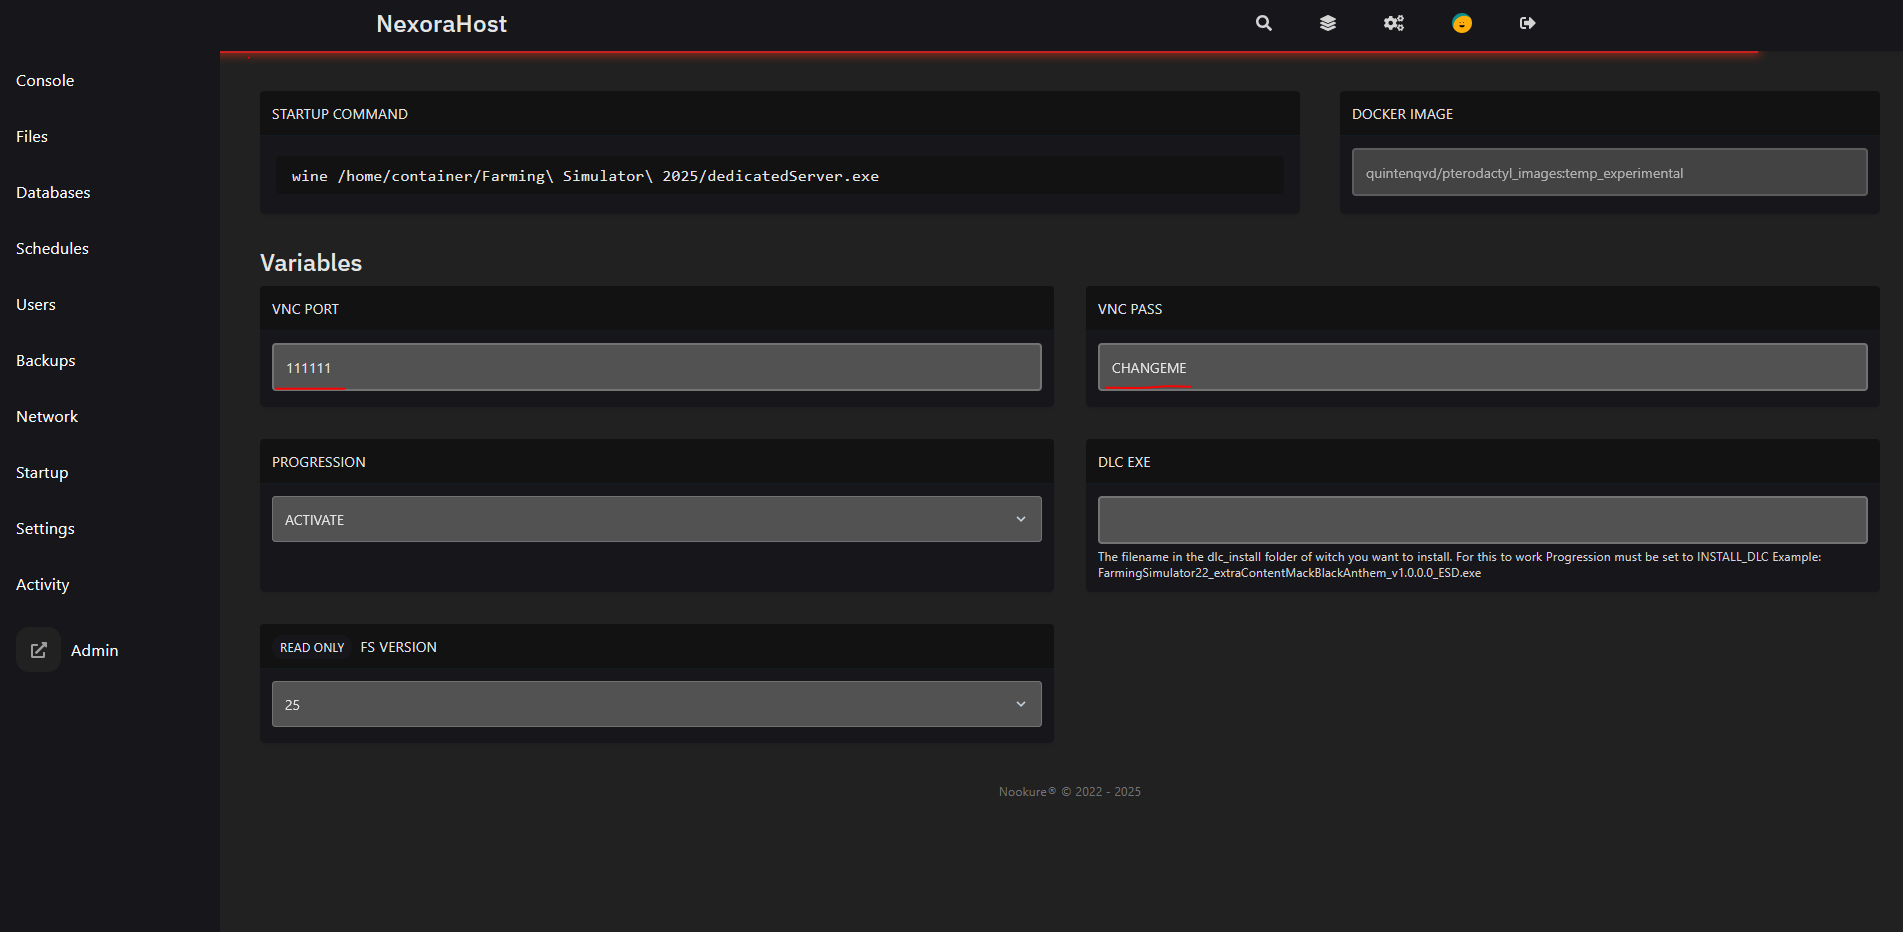 NexoraHost
Console
Files
Databases
Schedules
Users
Backups
Network
Startup
Settings
Activity
Admin
STARTUP COMMAND
wine /home/container/Farming\ Simulator\ 2025/dedicatedServer.exe
DOCKER IMAGE
quintenqvd/pterodactyl_images:temp_experimental
Variables
VNC PORT
111111
VNC PASS
CHANGEME
PROGRESSION
ACTIVATE
DLC EXE
The filename in the dlc_install folder of witch you want to install. For this to work Progression must be set to INSTALL_DLC Example:
FarmingSimulator22_extraContentMackBlackAnthem_v1.0.0.0_ESD.exe
READ ONLY FS VERSION
25
Nookure® © 2022 - 2025